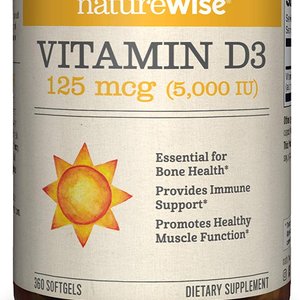 naturewise®
VITAMIN D3
125 mcg (5,000 IU)
Essential for
Bone Health*
Provides Immune
Support*
Promotes Healthy
Muscle Function*
360 SOFTGELS
DIETARY SUPPLEMENT